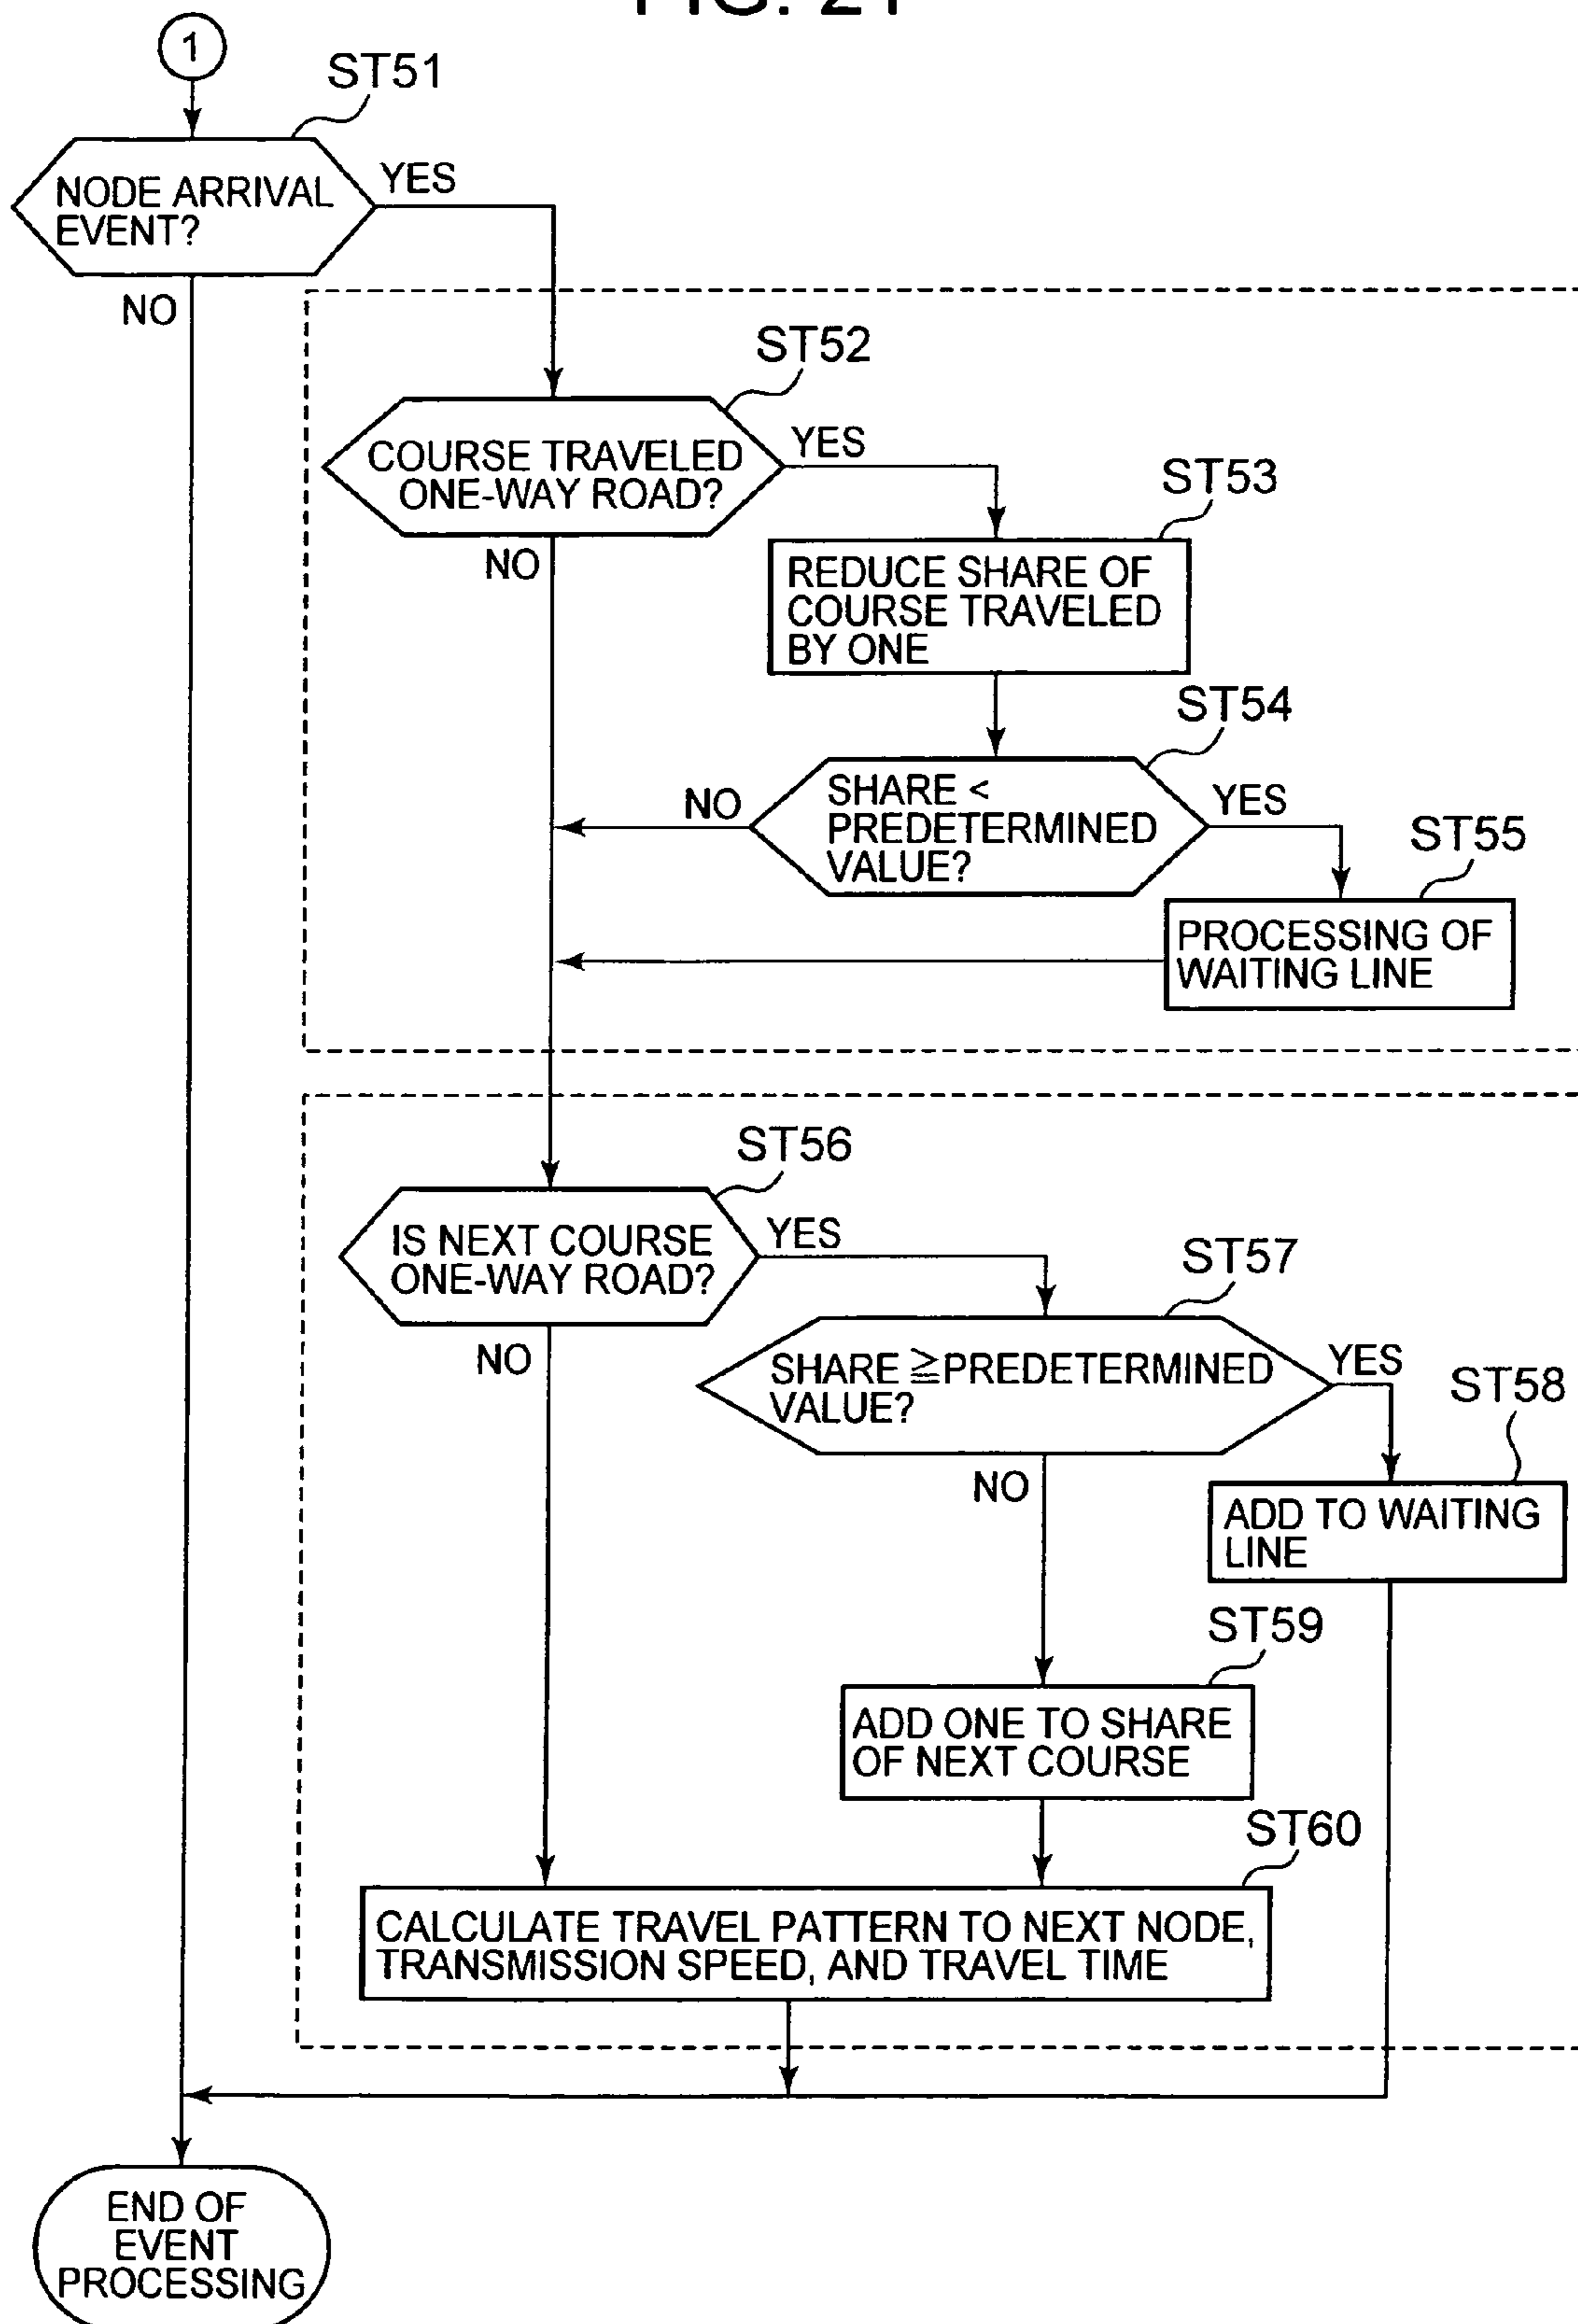 1
ST51
NODE ARRIVAL
EVENT?
YES
NO
ST52
COURSE TRAVELED
ONE-WAY ROAD?
YES
NO
ST53
REDUCE SHARE OF
COURSE TRAVELED
BY ONE
ST54
SHARE <
PREDETERMINED
VALUE?
NO
YES
ST55
PROCESSING OF
WAITING LINE
ST56
IS NEXT COURSE
ONE-WAY ROAD?
YES
NO
ST57
SHARE ≧PREDETERMINED
VALUE?
YES
NO
ST58
ADD TO WAITING
LINE
ST59
ADD ONE TO SHARE
OF NEXT COURSE
ST60
CALCULATE TRAVEL PATTERN TO NEXT NODE,
TRANSMISSION SPEED, AND TRAVEL TIME
END OF
EVENT
PROCESSING